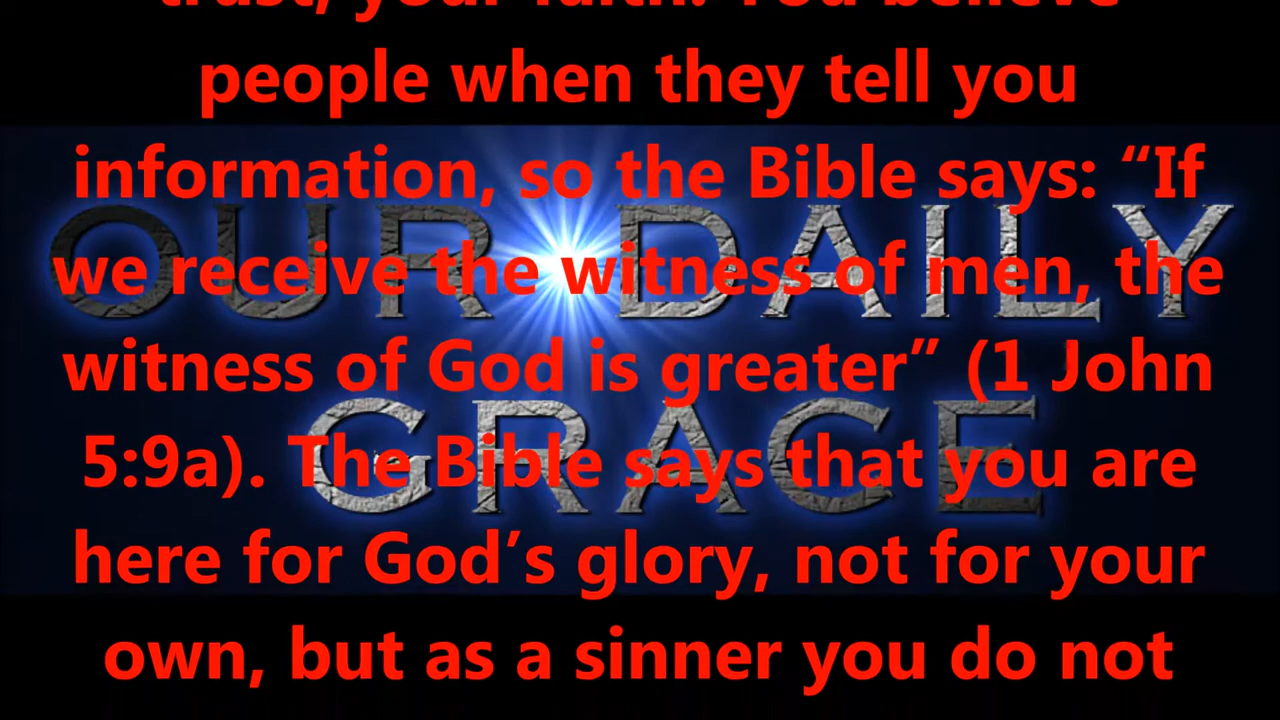 trust, your faith. You believe
people when they tell you
information, so the Bible says: “If
we receive the witness of men, the
witness of God is greater” (1 John
5:9a). The Bible says that you are
here for God’s glory, not for your
own, but as a sinner you do not
OUR DAILY
GRACE